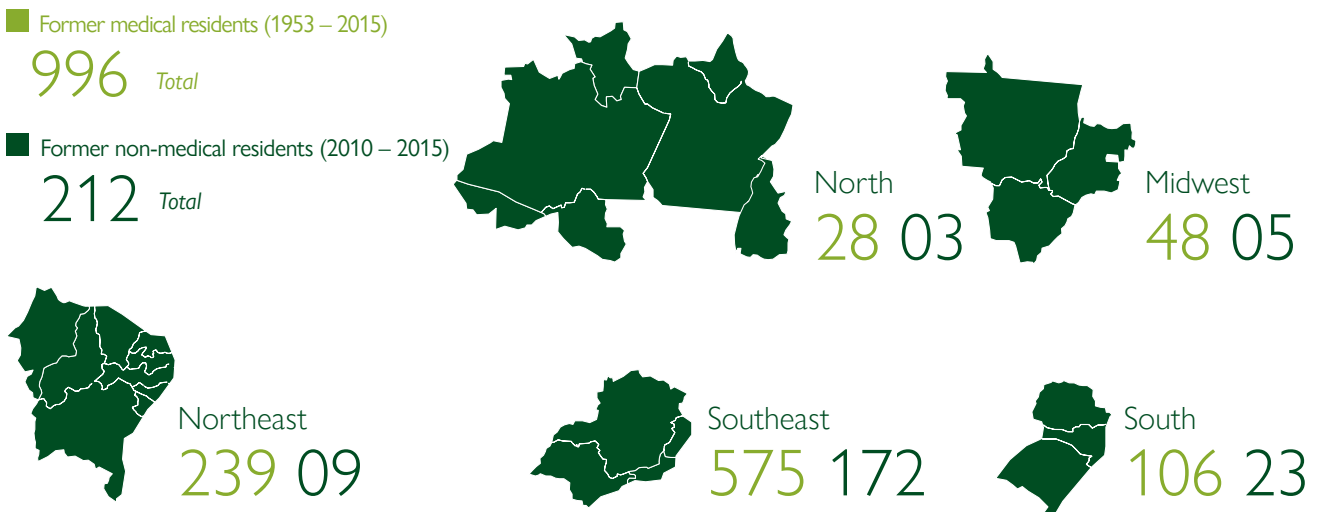 Former medical residents (1953 – 2015)
996 Total
Former non-medical residents (2010 – 2015)
212 Total
North
28 03
Midwest
48 05
Northeast
239 09
Southeast
575 172
South
106 23